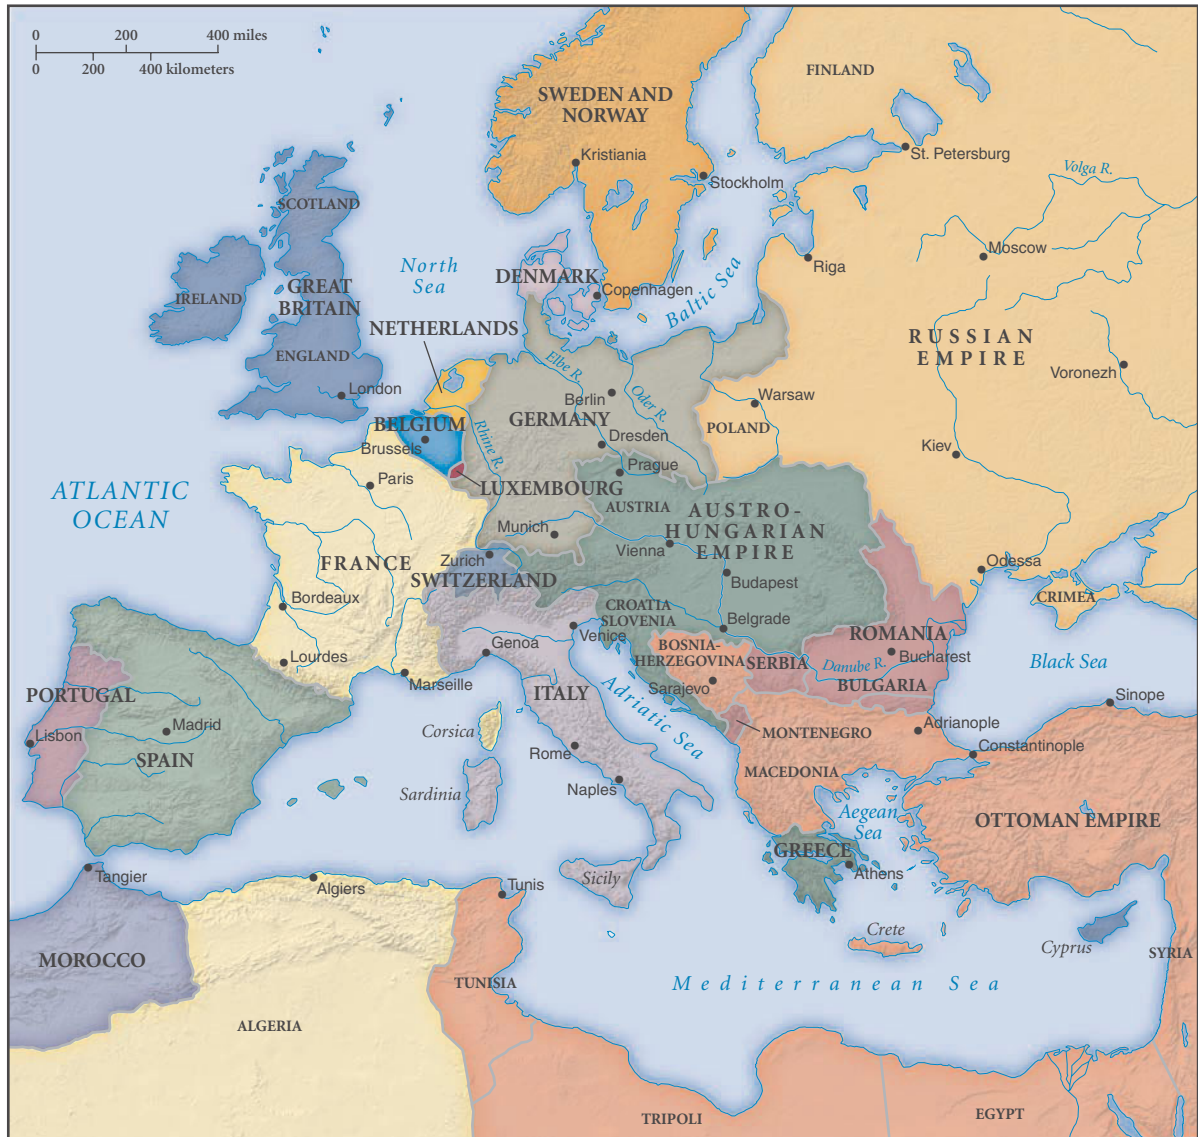 0 200 400 miles
0 200 400 kilometers
FINLAND
SWEDEN AND
NORWAY
Kristiania
St. Petersburg
Volga R.
Stockholm
SCOTLAND
Moscow
North
Sea
Riga
DENMARK
Baltic Sea
IRELAND
GREAT
BRITAIN
Copenhagen
NETHERLANDS
RUSSIAN
EMPIRE
ENGLAND
Elbe R.
Voronezh
London
Berlin
Oder R.
Warsaw
BELGIUM
GERMANY
POLAND
Rhine R.
Brussels
Dresden
Kiev
Prague
Paris
LUXEMBOURG
ATLANTIC
OCEAN
AUSTRIA
AUSTRO-
HUNGARIAN
EMPIRE
Munich
Vienna
FRANCE
Zurich
SWITZERLAND
Odessa
Budapest
Bordeaux
CROATIA
SLOVENIA
CRIMEA
Belgrade
Venice
ROMANIA
Genoa
BOSNIA-
HERZEGOVINA
SERBIA
Bucharest
Lourdes
Danube R.
Black Sea
Marseille
Sarajevo
BULGARIA
PORTUGAL
ITALY
Adriatic Sea
Sinope
Madrid
Corsica
MONTENEGRO
Adrianople
Lisbon
Rome
Constantinople
SPAIN
MACEDONIA
Sardinia
Naples
Aegean
Sea
OTTOMAN EMPIRE
GREECE
Tangier
Algiers
Tunis
Sicily
Athens
Crete
Cyprus
SYRIA
MOROCCO
TUNISIA
Mediterranean Sea
ALGERIA
TRIPOLI
EGYPT